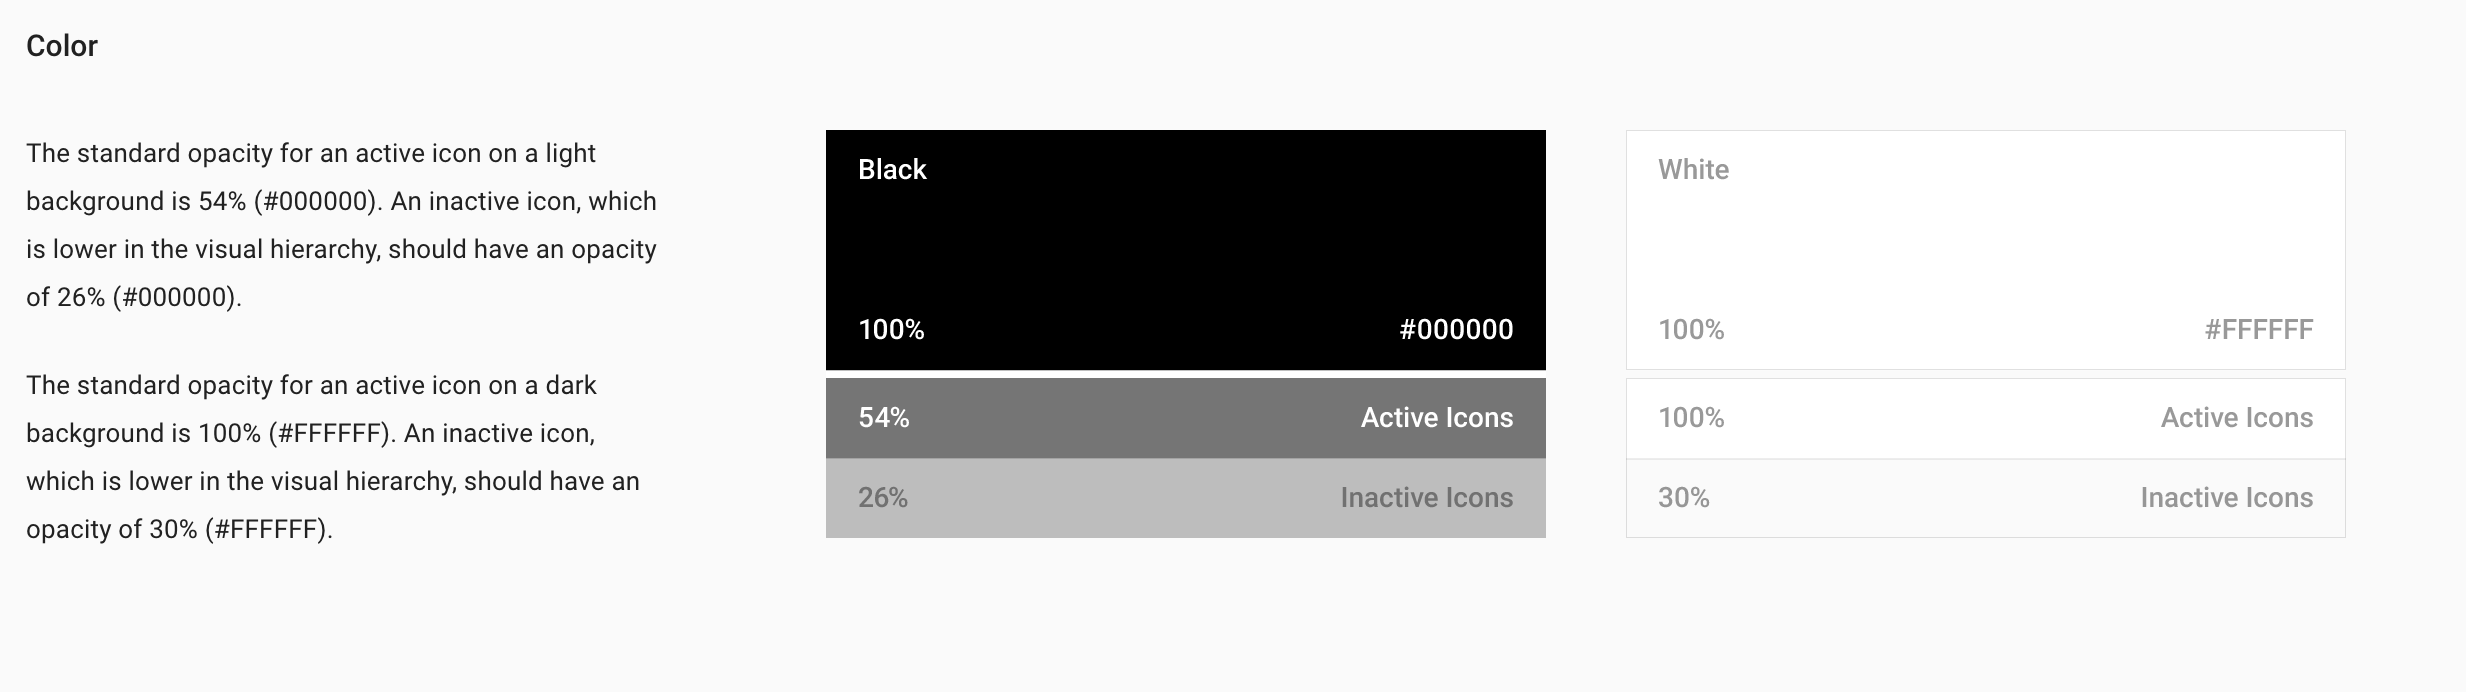 Color
The standard opacity for an active icon on a light
background is 54% (#000000). An inactive icon, which
is lower in the visual hierarchy, should have an opacity
of 26% (#000000).
The standard opacity for an active icon on a dark
background is 100% (#FFFFFF). An inactive icon,
which is lower in the visual hierarchy, should have an
opacity of 30% (#FFFFFF).
Black
100% #000000
54% Active Icons
26% Inactive Icons
White
100% #FFFFFF
100% Active Icons
30% Inactive Icons